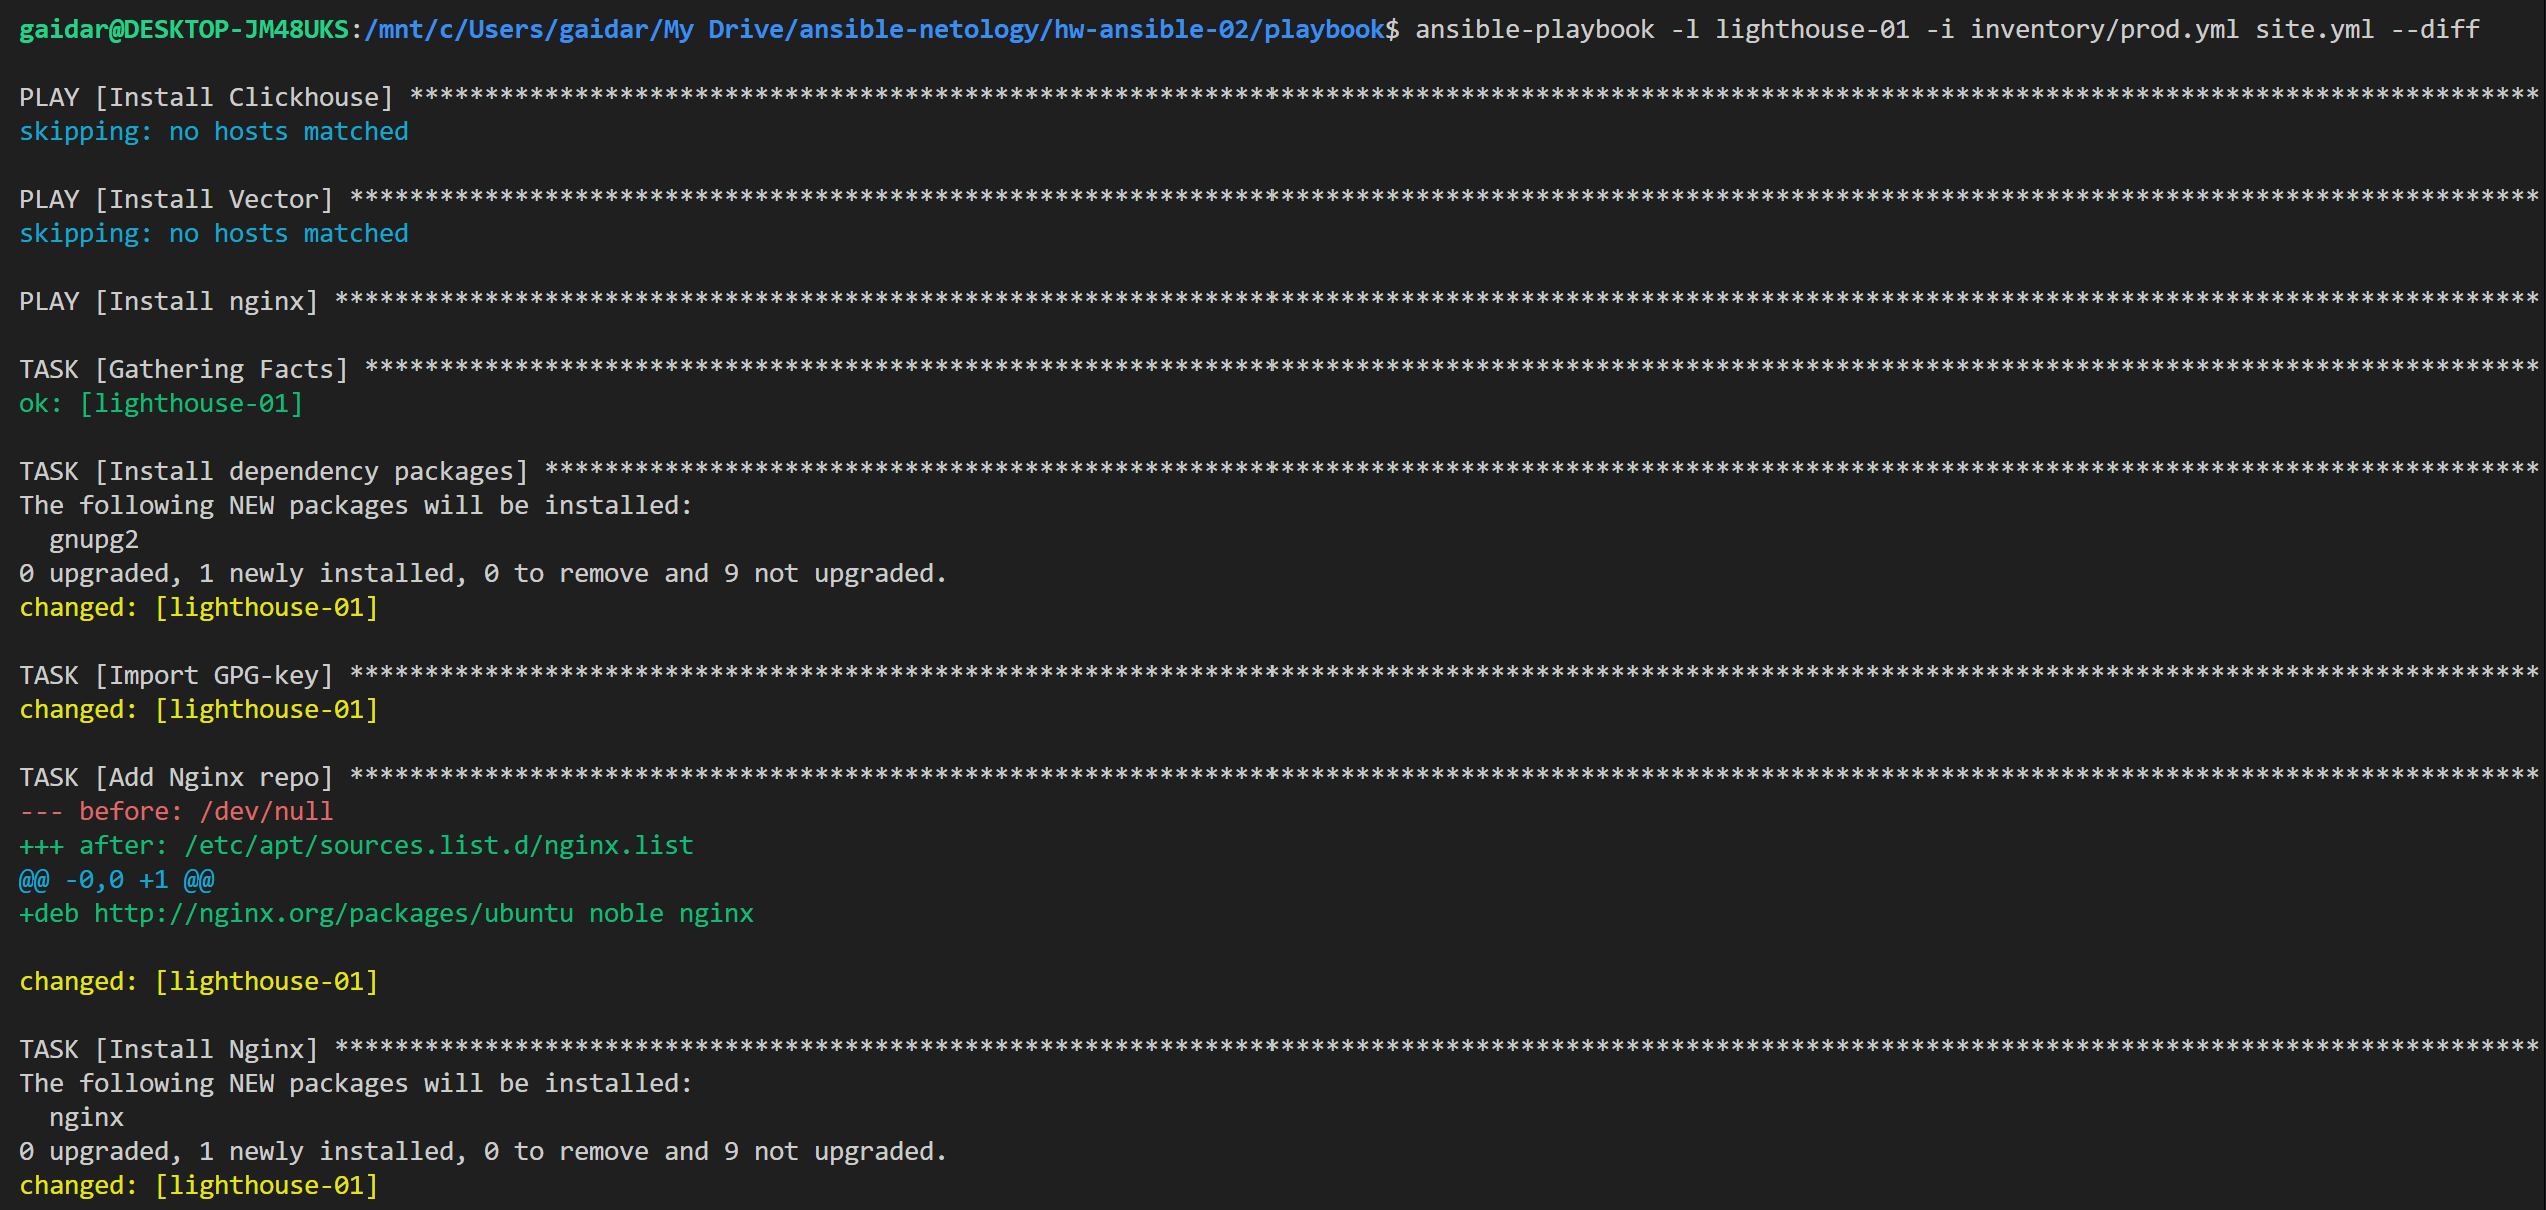 gaidar@DESKTOP-JM48UKS:/mnt/c/Users/gaidar/My Drive/ansible-netology/hw-ansible-02/playbook$ ansible-playbook -l lighthouse-01 -i inventory/prod.yml site.yml --diff
PLAY [Install Clickhouse] **********************************************************************************************************************************************
skipping: no hosts matched
PLAY [Install Vector] **************************************************************************************************************************************************
skipping: no hosts matched
PLAY [Install nginx] ***************************************************************************************************************************************************
TASK [Gathering Facts] *************************************************************************************************************************************************
ok: [lighthouse-01]
TASK [Install dependency packages] *************************************************************************************************************************************
The following NEW packages will be installed:
  gnupg2
0 upgraded, 1 newly installed, 0 to remove and 9 not upgraded.
changed: [lighthouse-01]
TASK [Import GPG-key] **************************************************************************************************************************************************
changed: [lighthouse-01]
TASK [Add Nginx repo] **************************************************************************************************************************************************
--- before: /dev/null
+++ after: /etc/apt/sources.list.d/nginx.list
@@ -0,0 +1 @@
+deb http://nginx.org/packages/ubuntu noble nginx
changed: [lighthouse-01]
TASK [Install Nginx] ***************************************************************************************************************************************************
The following NEW packages will be installed:
  nginx
0 upgraded, 1 newly installed, 0 to remove and 9 not upgraded.
changed: [lighthouse-01]